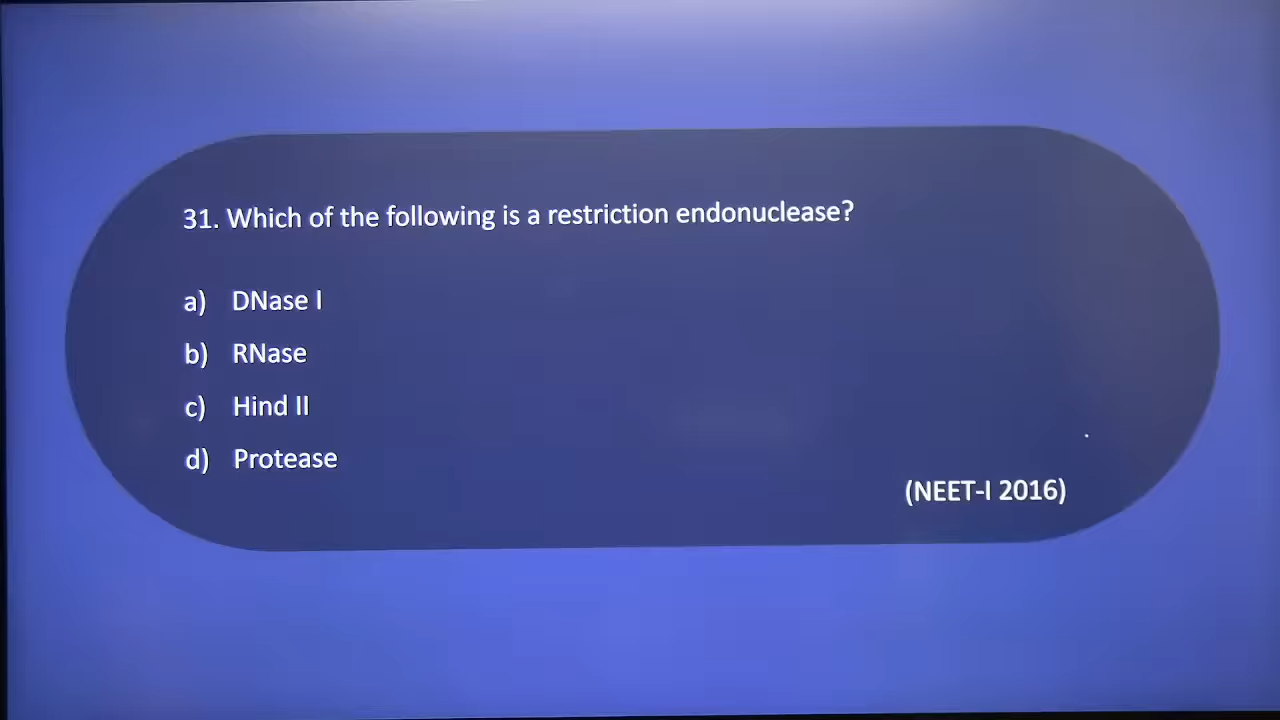 31. Which of the following is a restriction endonuclease?
a) DNase I
b) RNase
c) Hind II
d) Protease
(NEET-I 2016)